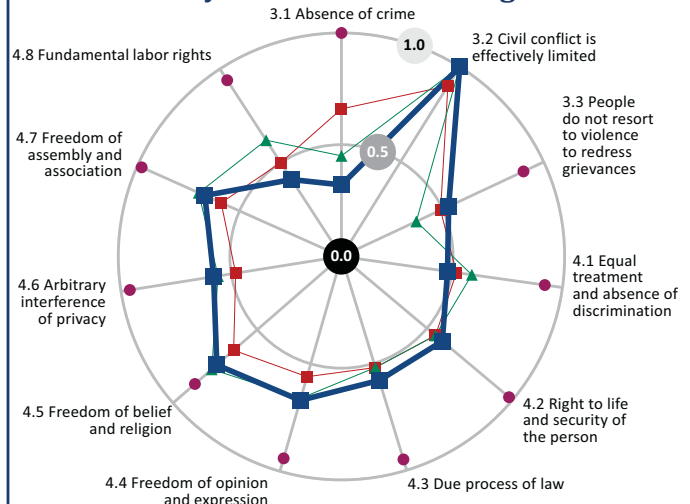 3.1 Absence of crime
1.0
3.2 Civil conflict is
effectively limited
4.8 Fundamental labor rights
3.3 People
do not resort
to violence
to redress
grievances
0.5
4.7 Freedom of
assembly and
association
0.0
4.1 Equal
treatment
and absence of
discrimination
4.6 Arbitrary
interference
of privacy
4.2 Right to life
and security of
the person
4.5 Freedom of belief
and religion
4.4 Freedom of opinion
and expression
4.3 Due process of law